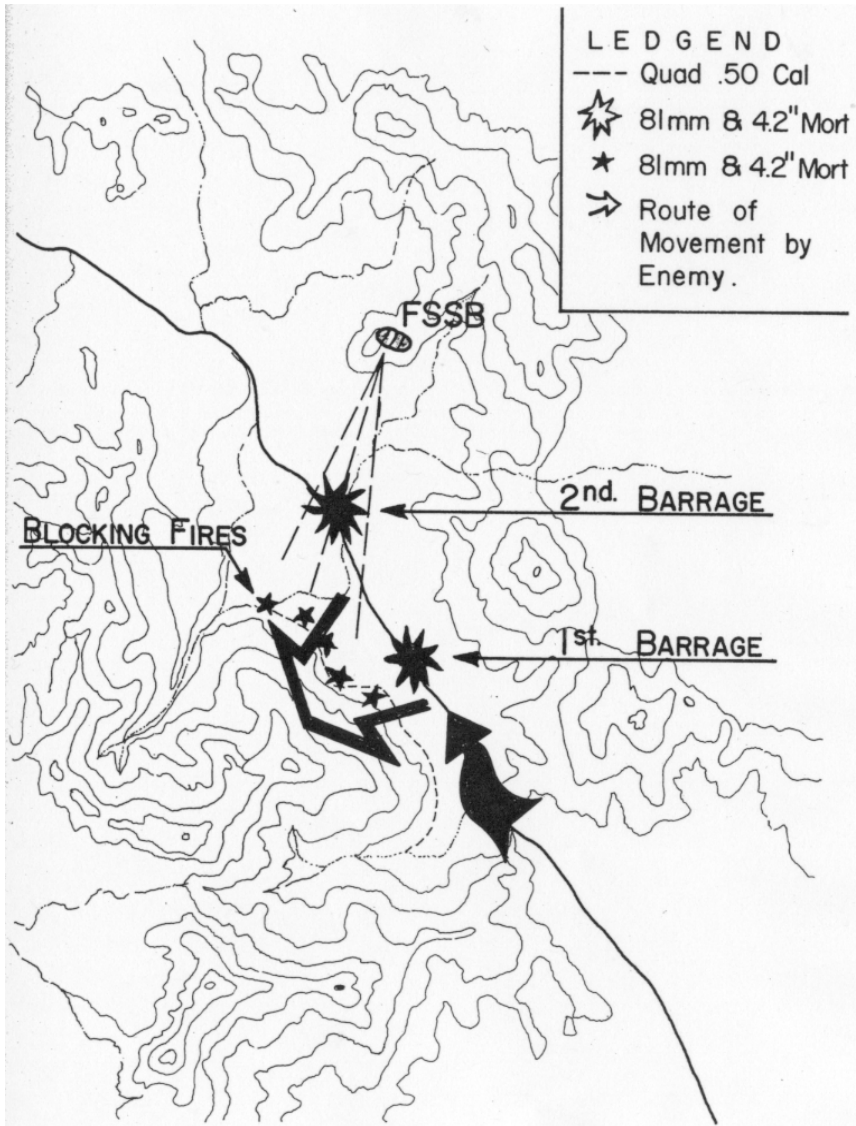 LEDGEND
Quad .50 Cal
81mm & 4.2" Mort
81mm & 4.2" Mort
Route of
Movement by
Enemy.
FSSB
2nd. BARRAGE
BLOCKING FIRES
1st. BARRAGE